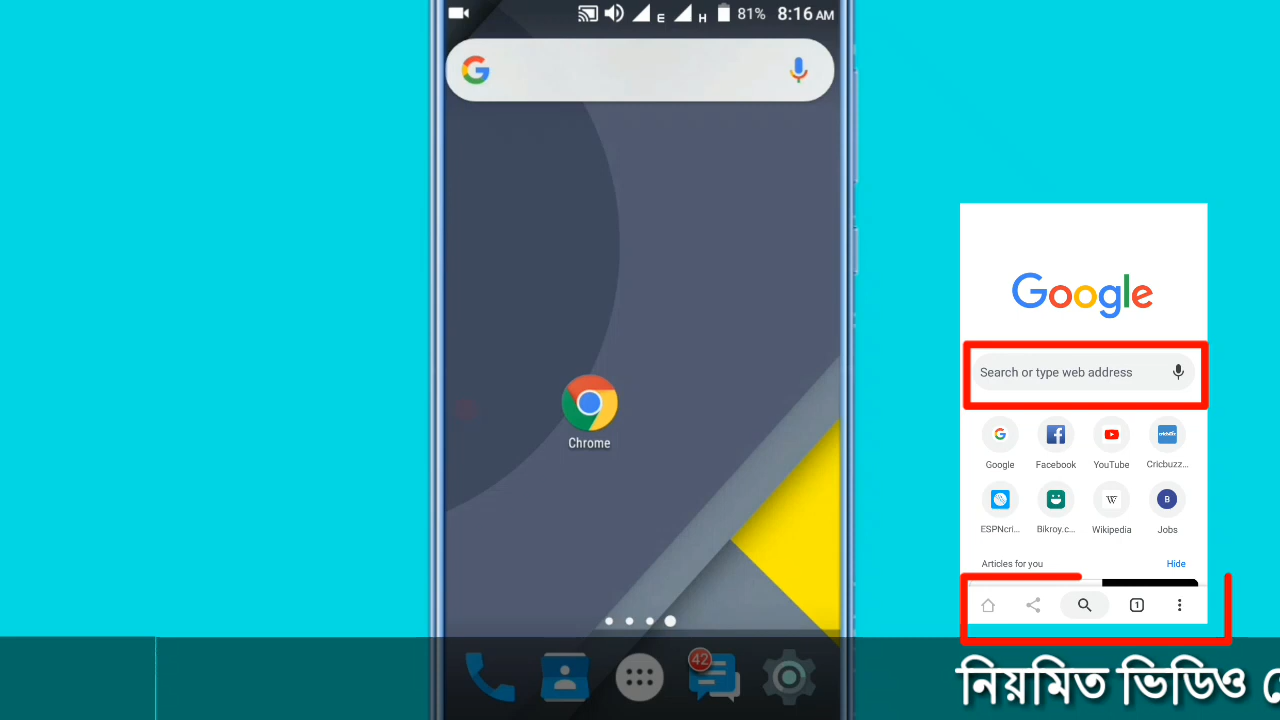 E H 81% 8:16 AM
Chrome
42
Google
Search or type web address
Google Facebook YouTube Cricbuzz...
ESPNcri... Bikroy.c... Wikipedia Jobs
Articles for you Hide
1
নিয়মিত ভিডিও